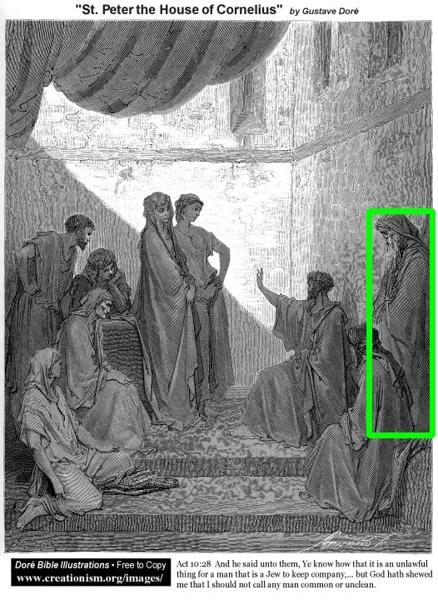 "St. Peter the House of Cornelius" by Gustave Doré
Doré Bible Illustrations • Free to Copy
www.creationism.org/images/
Act 10:28 And he said unto them, Ye know how that it is an unlawful
thing for a man that is a Jew to keep company,... but God hath shewed
me that I should not call any man common or unclean.